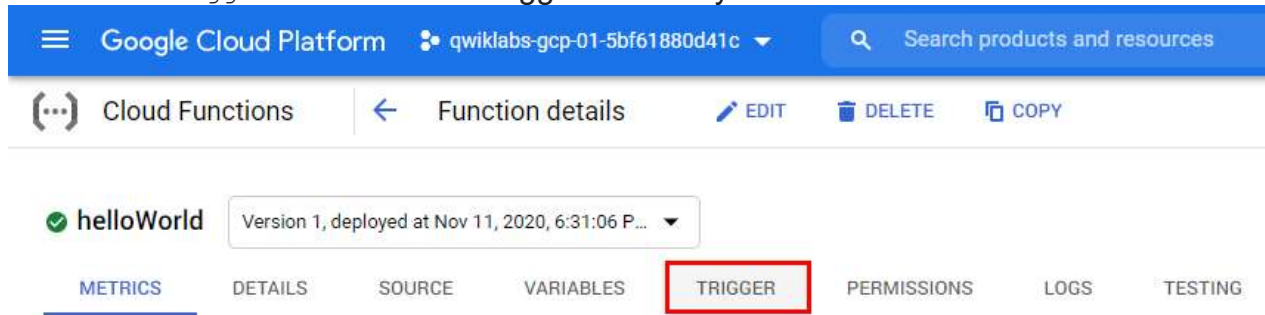 Google Cloud Platform qwiklabs-gcp-01-5bf61880d41c Search products and resources
(···) Cloud Functions ← Function details EDIT DELETE COPY
helloWorld Version 1, deployed at Nov 11, 2020, 6:31:06 P...
METRICS DETAILS SOURCE VARIABLES TRIGGER PERMISSIONS LOGS TESTING